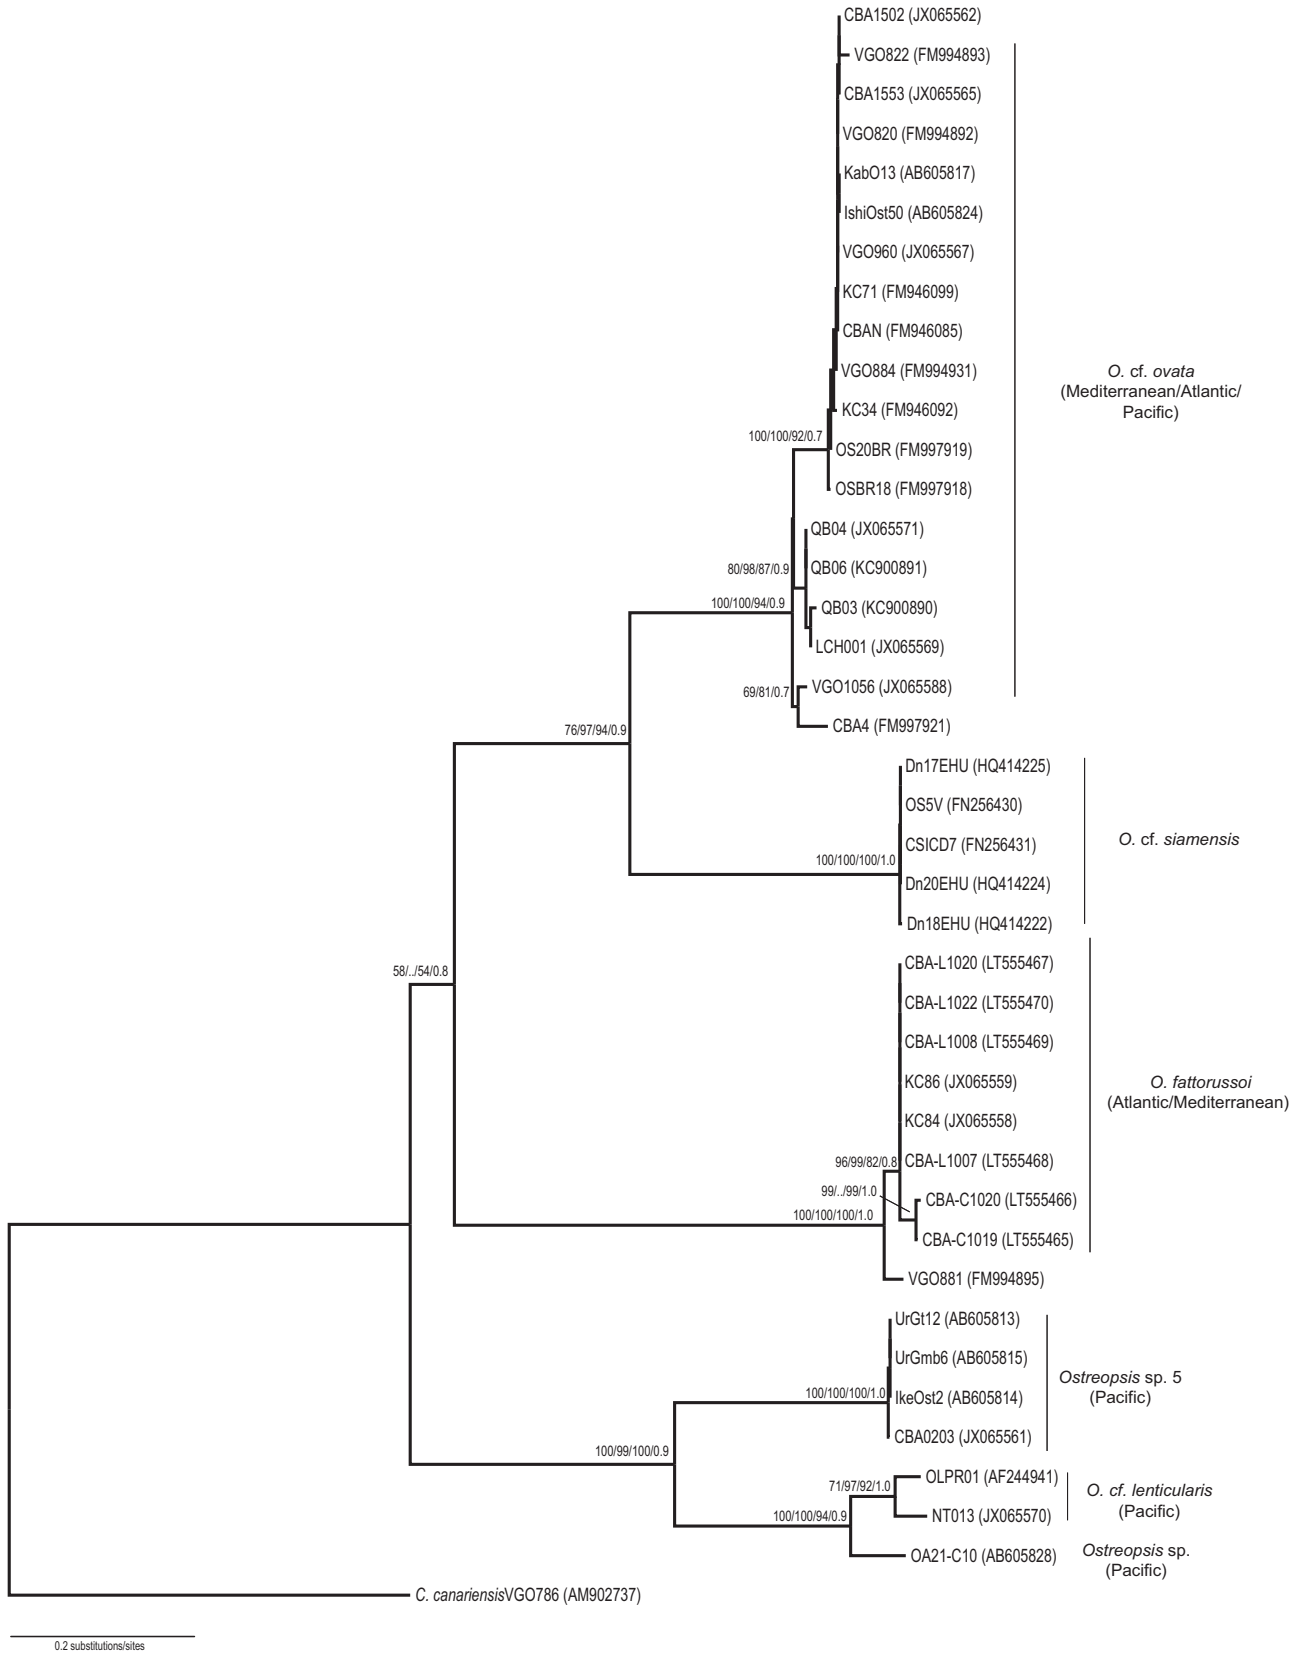 CBA1502 (JX065562)
VGO822 (FM994893)
CBA1553 (JX065565)
VGO820 (FM994892)
KabO13 (AB605817)
IshiOst50 (AB605824)
VGO960 (JX065567)
KC71 (FM946099)
CBAN (FM946085)
VGO884 (FM994931)
KC34 (FM946092)
OS20BR (FM997919)
OSBR18 (FM997918)
QB04 (JX065571)
QB06 (KC900891)
QB03 (KC900890)
LCH001 (JX065569)
VGO1056 (JX065588)
CBA4 (FM997921)
O. cf. ovata
(Mediterranean/Atlantic/
Pacific)
100/100/92/0.7
80/98/87/0.9
100/100/94/0.9
69/81/0.7
76/97/94/0.9
Dn17EHU (HQ414225)
OS5V (FN256430)
CSICD7 (FN256431)
Dn20EHU (HQ414224)
Dn18EHU (HQ414222)
O. cf. siamensis
100/100/100/1.0
58/../54/0.8
CBA-L1020 (LT555467)
CBA-L1022 (LT555470)
CBA-L1008 (LT555469)
KC86 (JX065559)
KC84 (JX065558)
CBA-L1007 (LT555468)
CBA-C1020 (LT555466)
CBA-C1019 (LT555465)
VGO881 (FM994895)
O. fattorussoi
(Atlantic/Mediterranean)
96/99/82/0.8
99/../99/1.0
100/100/100/1.0
UrGt12 (AB605813)
UrGmb6 (AB605815)
IkeOst2 (AB605814)
CBA0203 (JX065561)
Ostreopsis sp. 5
(Pacific)
100/100/100/1.0
100/99/100/0.9
OLPR01 (AF244941)
NT013 (JX065570)
O. cf. lenticularis
(Pacific)
71/97/92/1.0
100/100/94/0.9
OA21-C10 (AB605828)
Ostreopsis sp.
(Pacific)
C. canariensisVGO786 (AM902737)
0.2 substitutions/sites